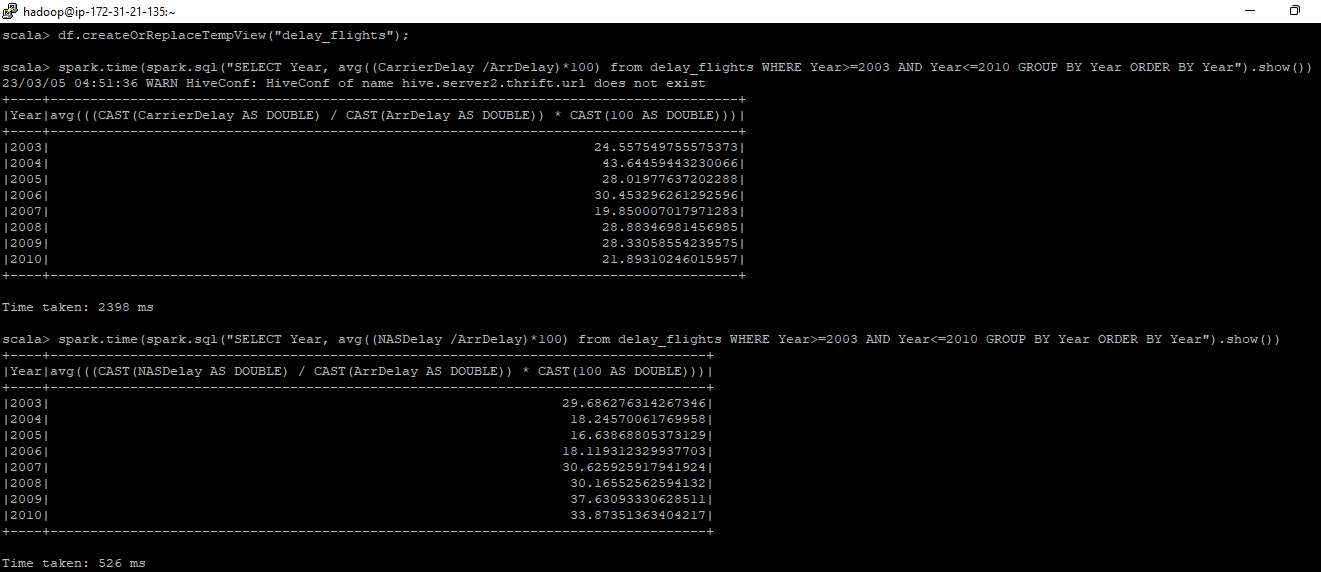 hadoop@ip-172-31-21-135:~
scala> df.createOrReplaceTempView("delay_flights");
scala> spark.time(spark.sql("SELECT Year, avg((CarrierDelay /ArrDelay)*100) from delay_flights WHERE Year>=2003 AND Year<=2010 GROUP BY Year ORDER BY Year").show())
23/03/05 04:51:36 WARN HiveConf: HiveConf of name hive.server2.thrift.url does not exist
+----+--------------------------------------------------------------------------------------+
|Year|avg(((CAST(CarrierDelay AS DOUBLE) / CAST(ArrDelay AS DOUBLE)) * CAST(100 AS DOUBLE)))|
+----+--------------------------------------------------------------------------------------+
|2003|                                                                    24.557549755575373|
|2004|                                                                     43.64459443230066|
|2005|                                                                     28.01977637202288|
|2006|                                                                    30.453296261292596|
|2007|                                                                    19.850007017971283|
|2008|                                                                     28.88346981456985|
|2009|                                                                     28.33058554239575|
|2010|                                                                     21.89310246015957|
+----+--------------------------------------------------------------------------------------+
Time taken: 2398 ms
scala> spark.time(spark.sql("SELECT Year, avg((NASDelay /ArrDelay)*100) from delay_flights WHERE Year>=2003 AND Year<=2010 GROUP BY Year ORDER BY Year").show())
+----+----------------------------------------------------------------------------------+
|Year|avg(((CAST(NASDelay AS DOUBLE) / CAST(ArrDelay AS DOUBLE)) * CAST(100 AS DOUBLE)))|
+----+----------------------------------------------------------------------------------+
|2003|                                                                29.686276314267346|
|2004|                                                                 18.24570061769958|
|2005|                                                                 16.63868805373129|
|2006|                                                                18.119312329937703|
|2007|                                                                30.625925917941924|
|2008|                                                                 30.16552562594132|
|2009|                                                                 37.63093330628511|
|2010|                                                                 33.87351363404217|
+----+----------------------------------------------------------------------------------+
Time taken: 526 ms